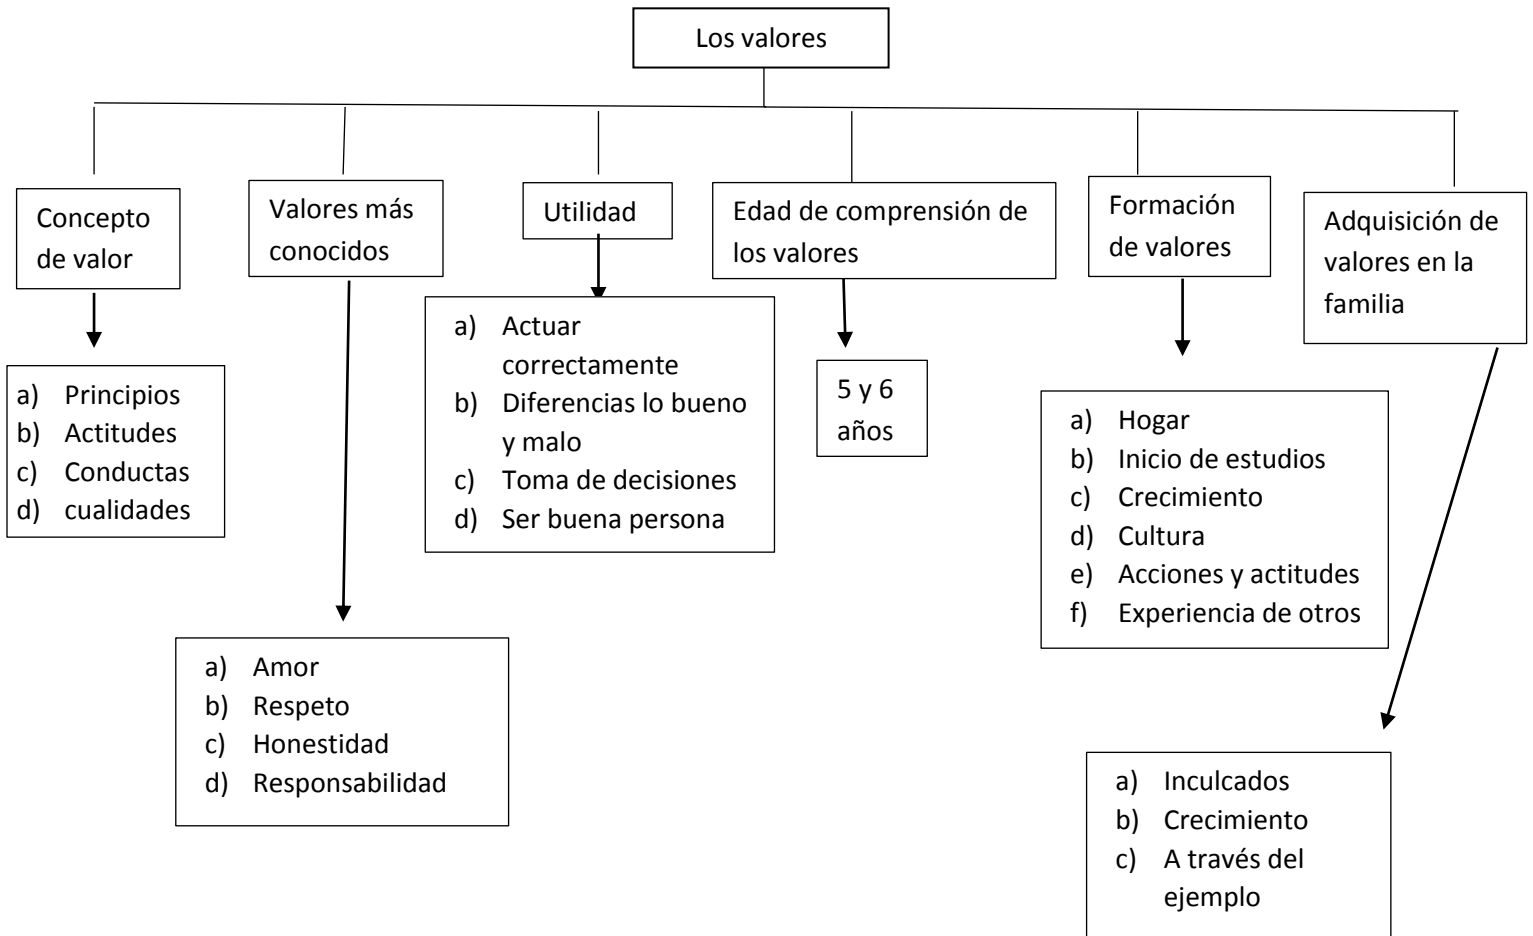 Los valores
Concepto
de valor
Valores más
conocidos
Utilidad
Edad de comprensión de
los valores
Formación
de valores
Adquisición de
valores en la
familia
a) Principios
b) Actitudes
c) Conductas
d) cualidades
a) Amor
b) Respeto
c) Honestidad
d) Responsabilidad
a) Actuar
correctamente
b) Diferencias lo bueno
y malo
c) Toma de decisiones
d) Ser buena persona
5 y 6
años
a) Hogar
b) Inicio de estudios
c) Crecimiento
d) Cultura
e) Acciones y actitudes
f) Experiencia de otros
a) Inculcados
b) Crecimiento
c) A través del
ejemplo